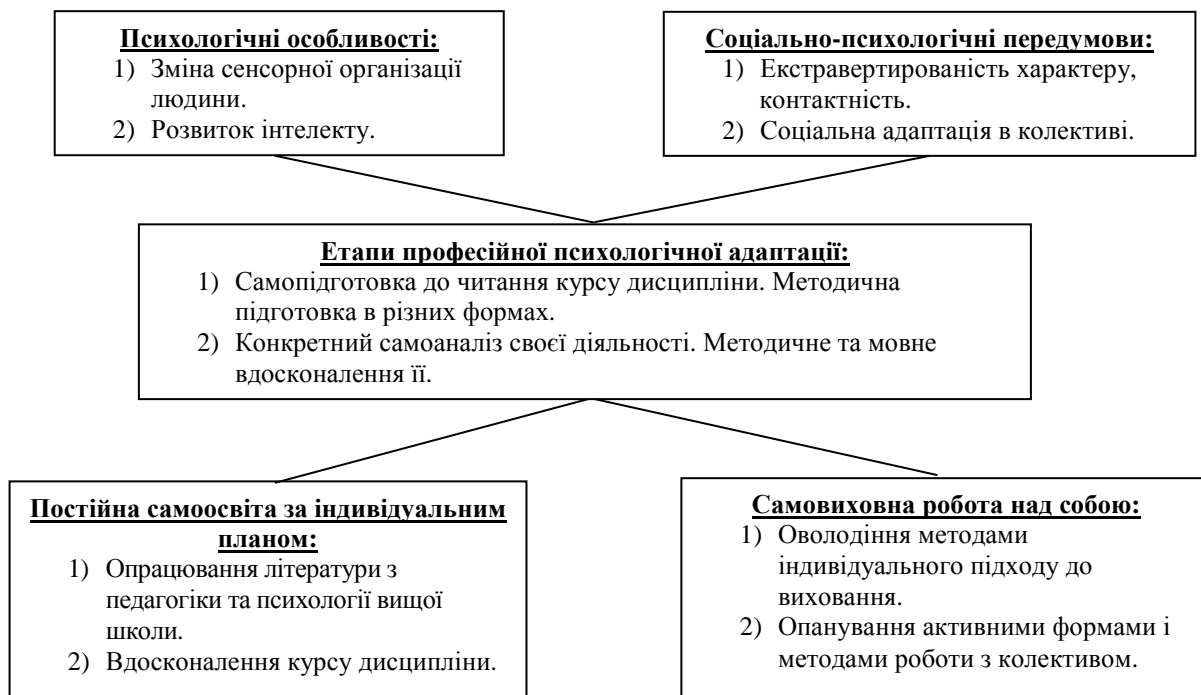 Психологічні особливості:
1) Зміна сенсорної організації
людини.
2) Розвиток інтелекту.
Соціально-психологічні передумови:
1) Екстравертированість характеру,
контактність.
2) Соціальна адаптація в колективі.
Етапи професійної психологічної адаптації:
1) Самопідготовка до читання курсу дисципліни. Методична
підготовка в різних формах.
2) Конкретний самоаналіз своєї діяльності. Методичне та мовне
вдосконалення її.
Постійна самоосвіта за індивідуальним
планом:
1) Опрацювання літератури з
педагогіки та психології вищої
школи.
2) Вдосконалення курсу дисципліни.
Самовиховна робота над собою:
1) Оволодіння методами
індивідуального підходу до
виховання.
2) Опанування активними формами і
методами роботи з колективом.